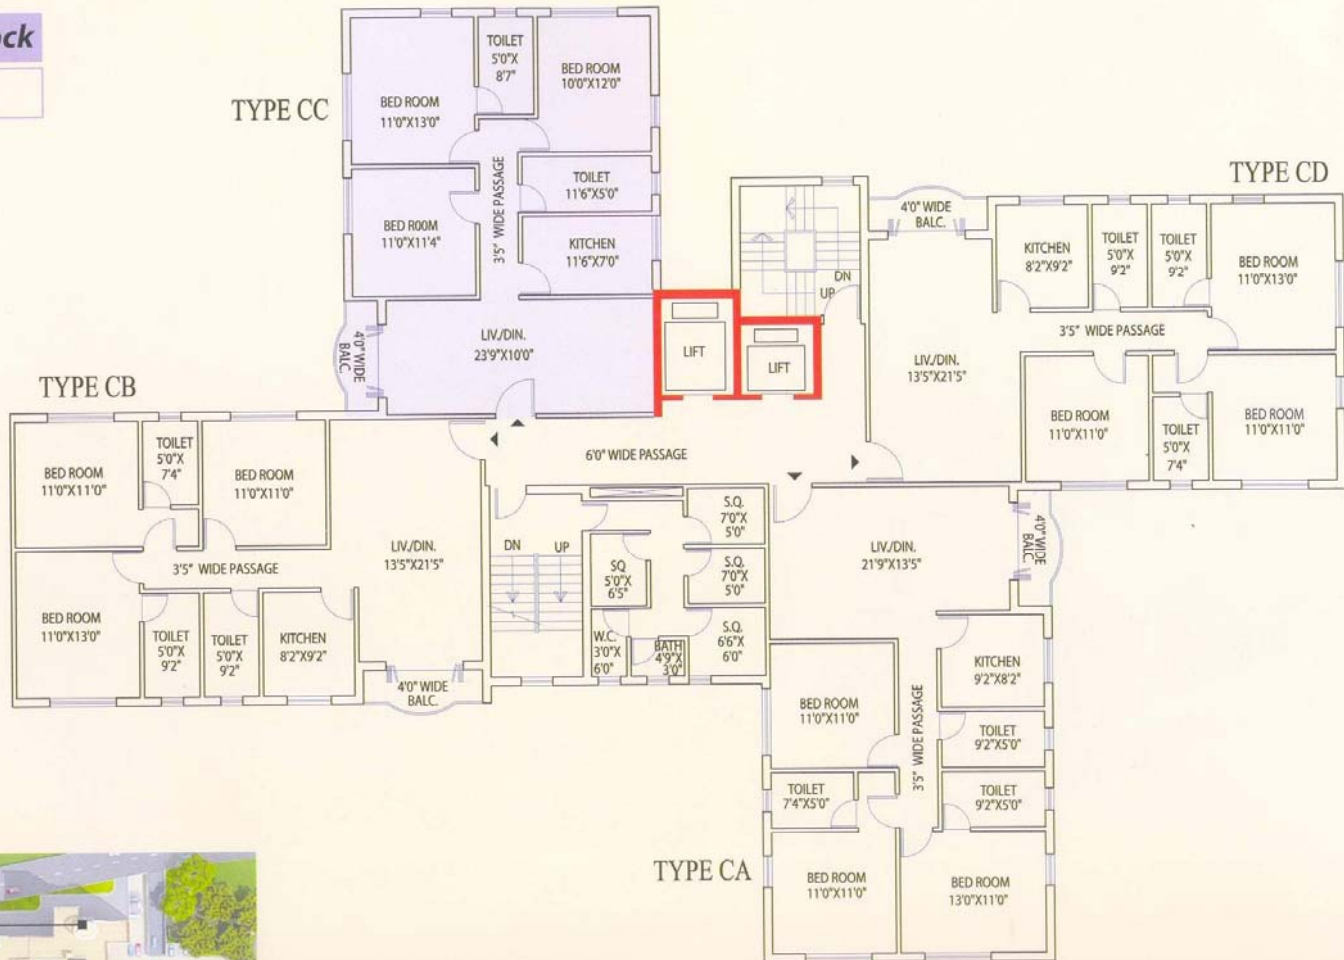 ck
TYPE CC
BED ROOM
11'0"X13'0"
TOILET
5'0"X
8'7"
BED ROOM
10'0"X12'0"
3'5" WIDE PASSAGE
TOILET
11'6"X5'0"
BED ROOM
11'0"X11'4"
KITCHEN
11'6"X7'0"
LIV./DIN.
23'9"X10'0"
4'0" WIDE
BALC.
LIFT
LIFT
DN
UP
TYPE CD
4'0" WIDE
BALC.
KITCHEN
8'2"X9'2"
TOILET
5'0"X
9'2"
TOILET
5'0"X
9'2"
BED ROOM
11'0"X13'0"
3'5" WIDE PASSAGE
LIV./DIN.
13'5"X21'5"
BED ROOM
11'0"X11'0"
TOILET
5'0"X
7'4"
BED ROOM
11'0"X11'0"
TYPE CB
BED ROOM
11'0"X11'0"
TOILET
5'0"X
7'4"
BED ROOM
11'0"X11'0"
3'5" WIDE PASSAGE
LIV./DIN.
13'5"X21'5"
BED ROOM
11'0"X13'0"
TOILET
5'0"X
9'2"
TOILET
5'0"X
9'2"
KITCHEN
8'2"X9'2"
4'0" WIDE
BALC.
6'0" WIDE PASSAGE
DN
UP
S.Q.
7'0"X
5'0"
SQ
5'0"X
6'5"
S.Q.
7'0"X
5'0"
W.C.
3'0"X
6'0"
BATH
4'9"X
3'0"
S.Q.
6'6"X
6'0"
LIV./DIN.
21'9"X13'5"
4'0" WIDE
BALC.
KITCHEN
9'2"X8'2"
BED ROOM
11'0"X11'0"
3'5" WIDE PASSAGE
TOILET
9'2"X5'0"
TOILET
7'4"X5'0"
TOILET
9'2"X5'0"
TYPE CA
BED ROOM
11'0"X11'0"
BED ROOM
13'0"X11'0"